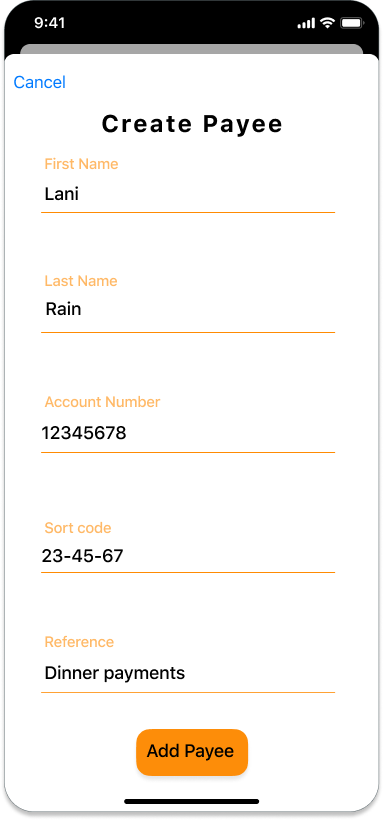 9:41
Cancel
Create Payee
First Name
Lani
Last Name
Rain
Account Number
12345678
Sort code
23-45-67
Reference
Dinner payments
Add Payee